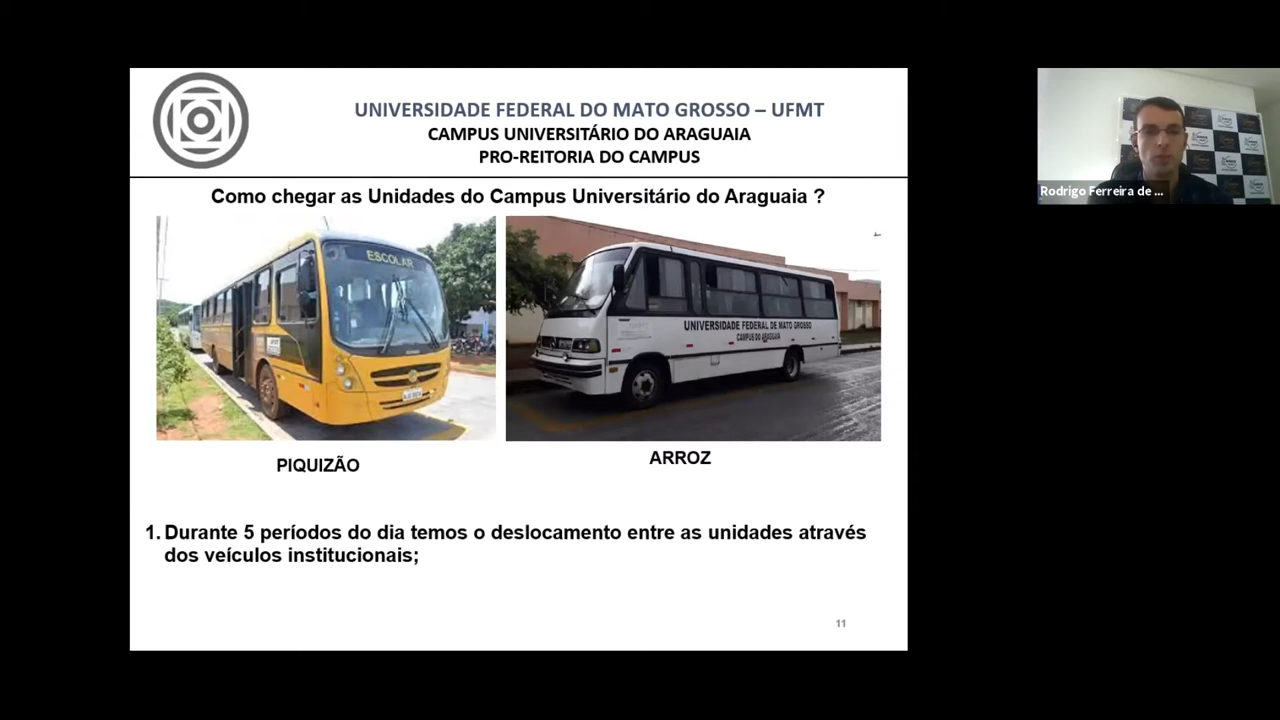 UNIVERSIDADE FEDERAL DO MATO GROSSO – UFMT
CAMPUS UNIVERSITÁRIO DO ARAGUAIA
PRO-REITORIA DO CAMPUS
Como chegar as Unidades do Campus Universitário do Araguaia ?
ESCOLAR
UNIVERSIDADE FEDERAL DE MATO GROSSO
CAMPUS DO ARAGUAIA
PIQUIZÃO
ARROZ
1. Durante 5 períodos do dia temos o deslocamento entre as unidades através
dos veículos institucionais;
11
Rodrigo Ferreira de ...